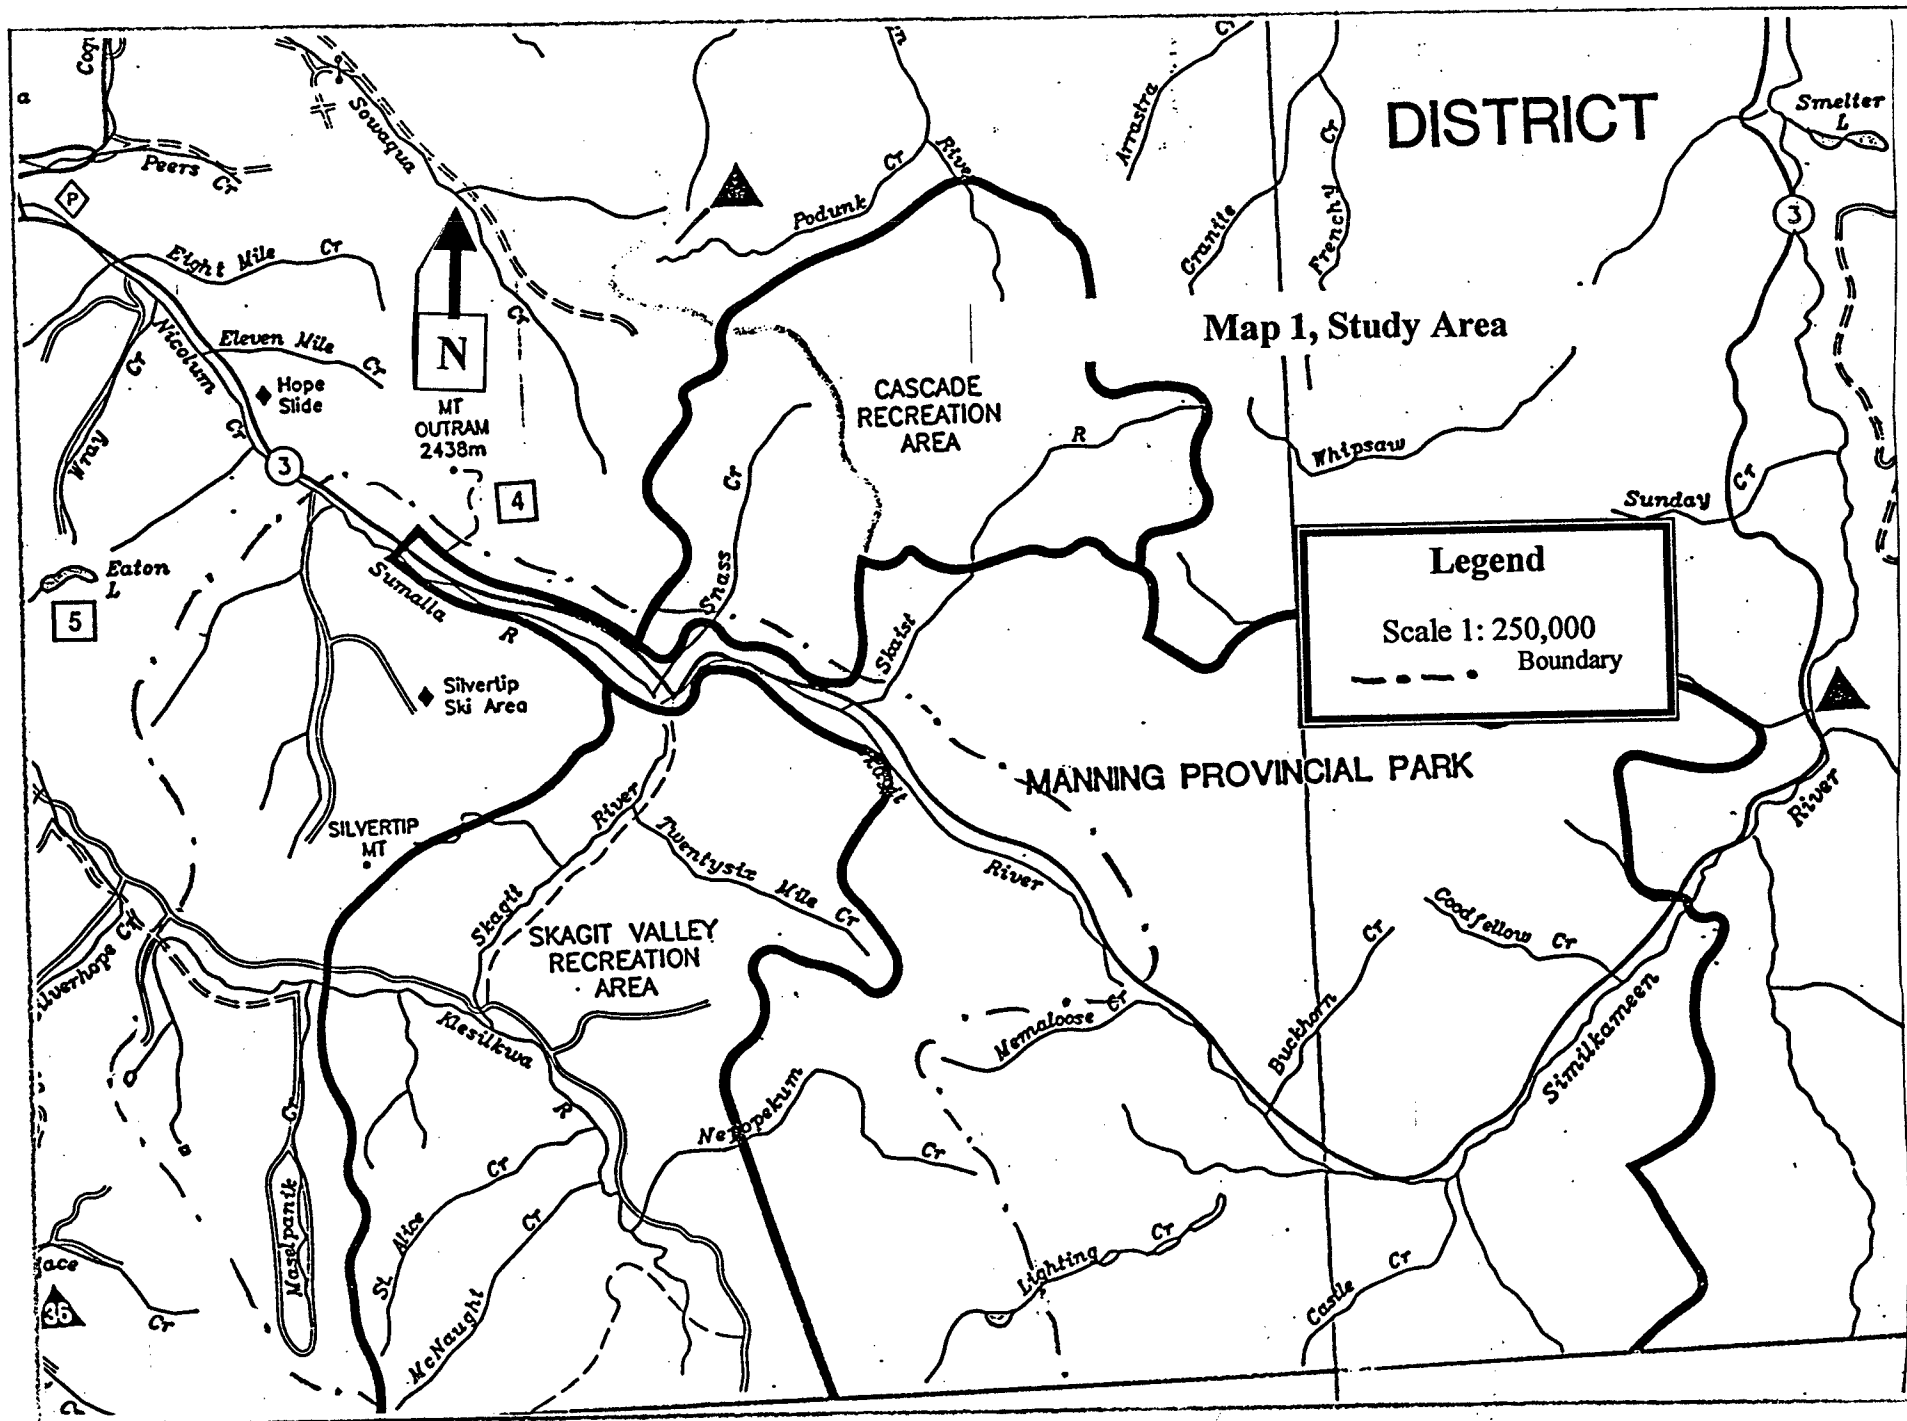 DISTRICT
Smelter
L
Arrastra
Cr
Sowaqua
Cr
Peers Cr
Podunk Cr
River
Granite
Frenchy Cr
3
Eight Mile Cr
Nicolum
Cr
Eleven Mile Cr
Wray
Cr
Hope
Slide
N
MT
OUTRAM
2438m
Map 1, Study Area
CASCADE
RECREATION
AREA
R
Whipsaw
Sunday Cr
3
4
Snass Cr
Eaton
L
5
Sumalla
R
Skaist
Legend
Scale 1: 250,000
Boundary
Silvertip
Ski Area
MANNING PROVINCIAL PARK
SILVERTIP
MT
Skagit River
Twentysix Mile Cr
River
River
Goodfellow Cr
Similkameen
SKAGIT VALLEY
RECREATION
AREA
Klesilkwa
R
Nemaloose Cr
Buckhorn Cr
Nepopekum
Cr
Maselpanik
Cr
St. Alice Cr
McNaught Cr
Lighting Cr
Castle Cr
36
Cr